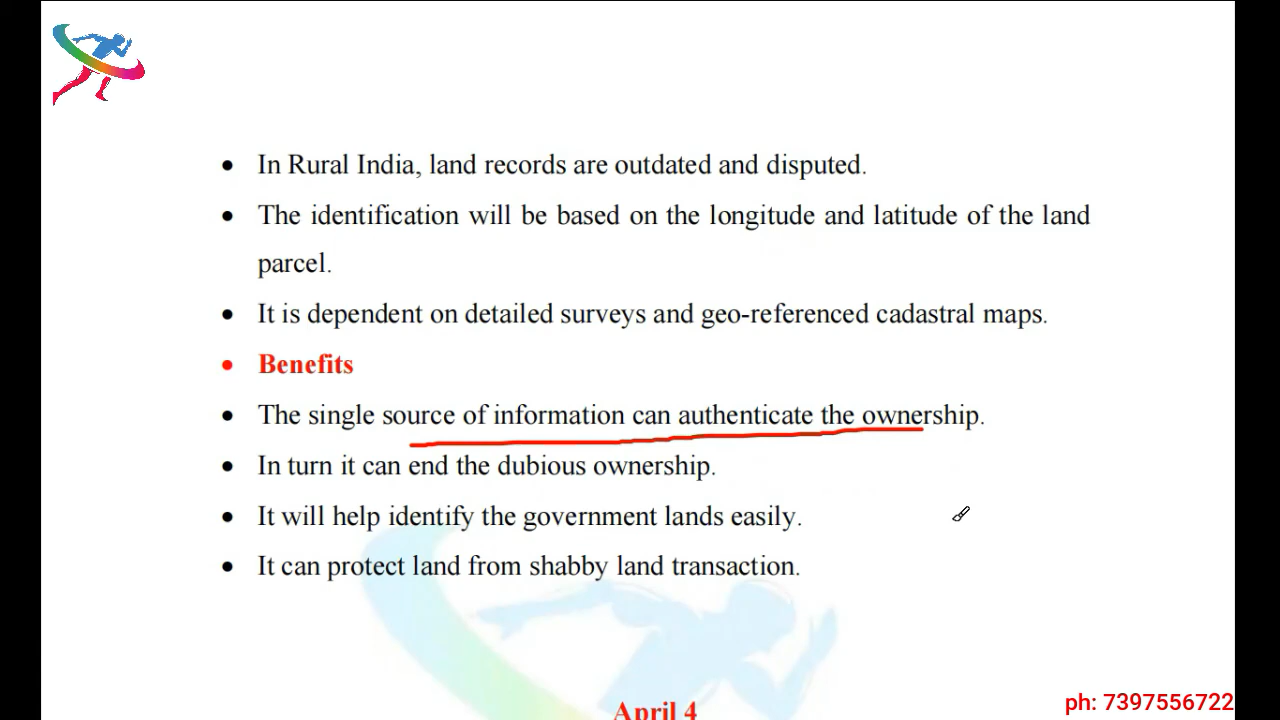 In Rural India, land records are outdated and disputed.
The identification will be based on the longitude and latitude of the land
parcel.
It is dependent on detailed surveys and geo-referenced cadastral maps.
Benefits
The single source of information can authenticate the ownership.
In turn it can end the dubious ownership.
It will help identify the government lands easily.
It can protect land from shabby land transaction.
April 4
ph: 7397556722